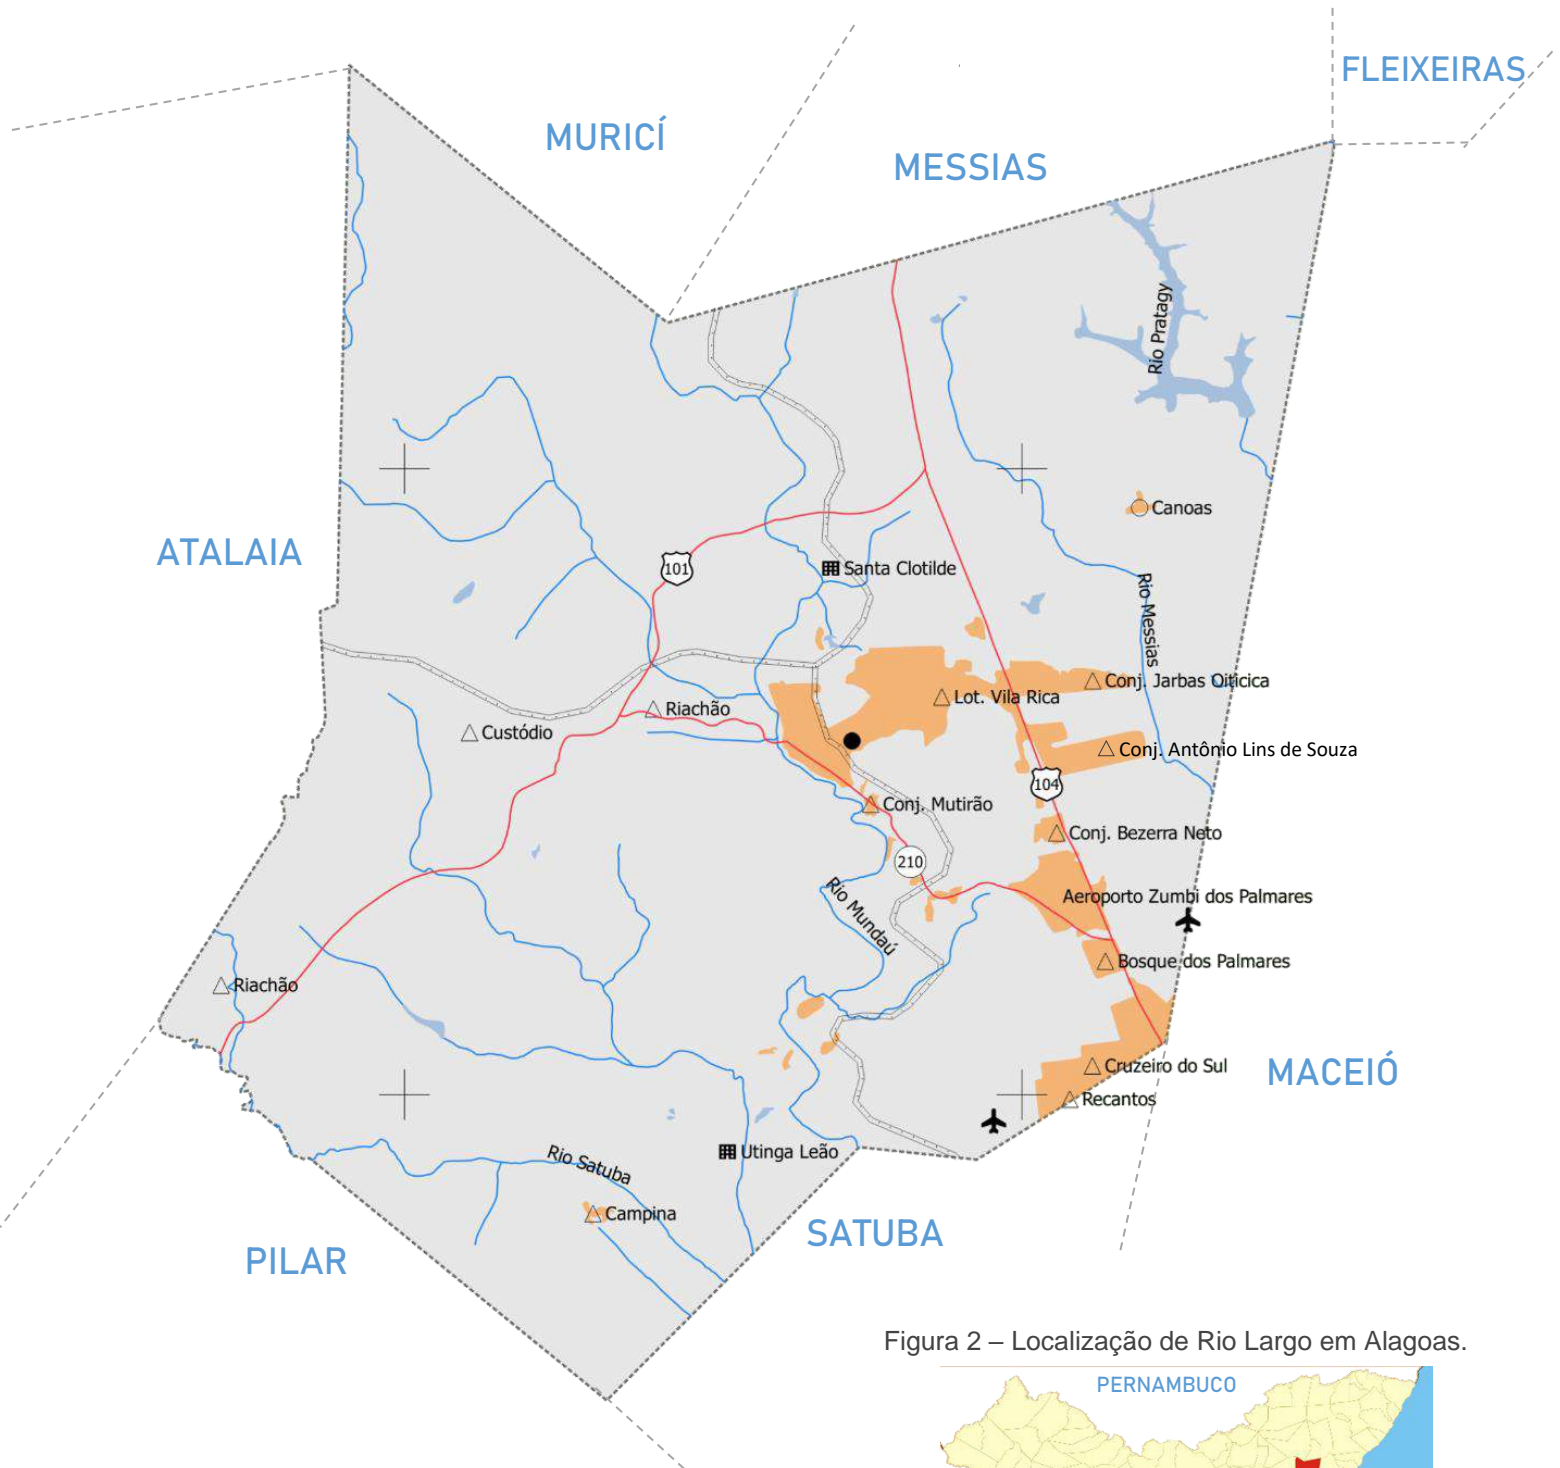 FLEIXEIRAS
MURICÍ
MESSIAS
Rio Pratagy
Canoas
ATALAIA
101
Santa Clotilde
Rio Messias
Conj. Jarbas Oiticica
Lot. Vila Rica
Riachão
Custódio
Conj. Antônio Lins de Souza
104
Conj. Mutirão
Conj. Bezerra Neto
210
Aeroporto Zumbi dos Palmares
Rio Mundaú
Bosque dos Palmares
Riachão
Cruzeiro do Sul
MACEIÓ
Recantos
Utinga Leão
Rio Satuba
Campina
SATUBA
PILAR
Figura 2 – Localização de Rio Largo em Alagoas.
PERNAMBUCO